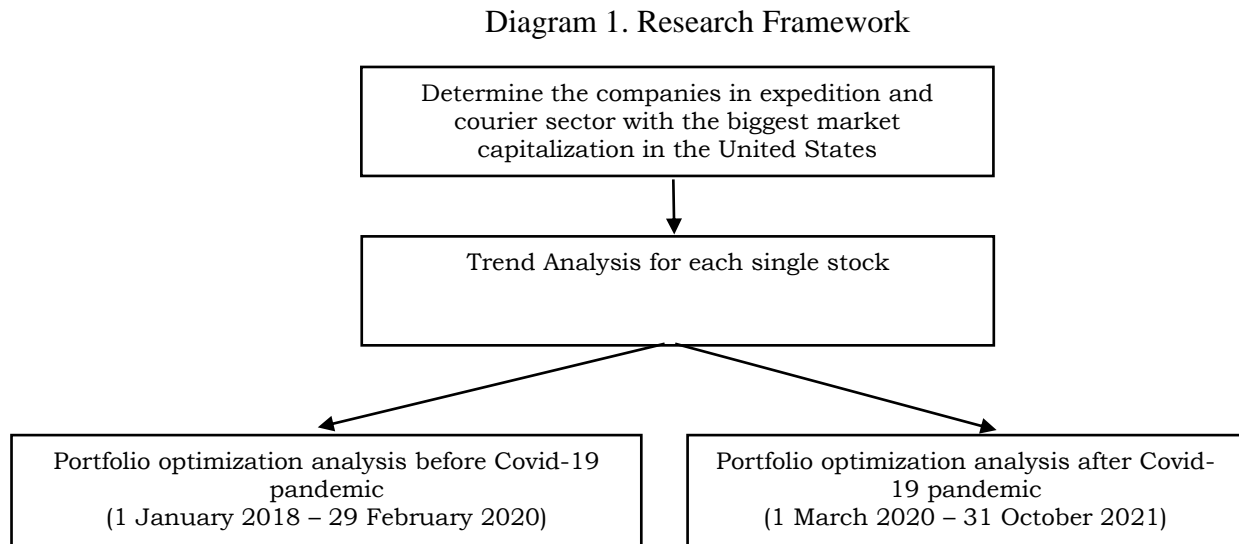 Diagram 1. Research Framework
Determine the companies in expedition and
courier sector with the biggest market
capitalization in the United States
Trend Analysis for each single stock
Portfolio optimization analysis before Covid-19
pandemic
(1 January 2018 – 29 February 2020)
Portfolio optimization analysis after Covid-
19 pandemic
(1 March 2020 – 31 October 2021)